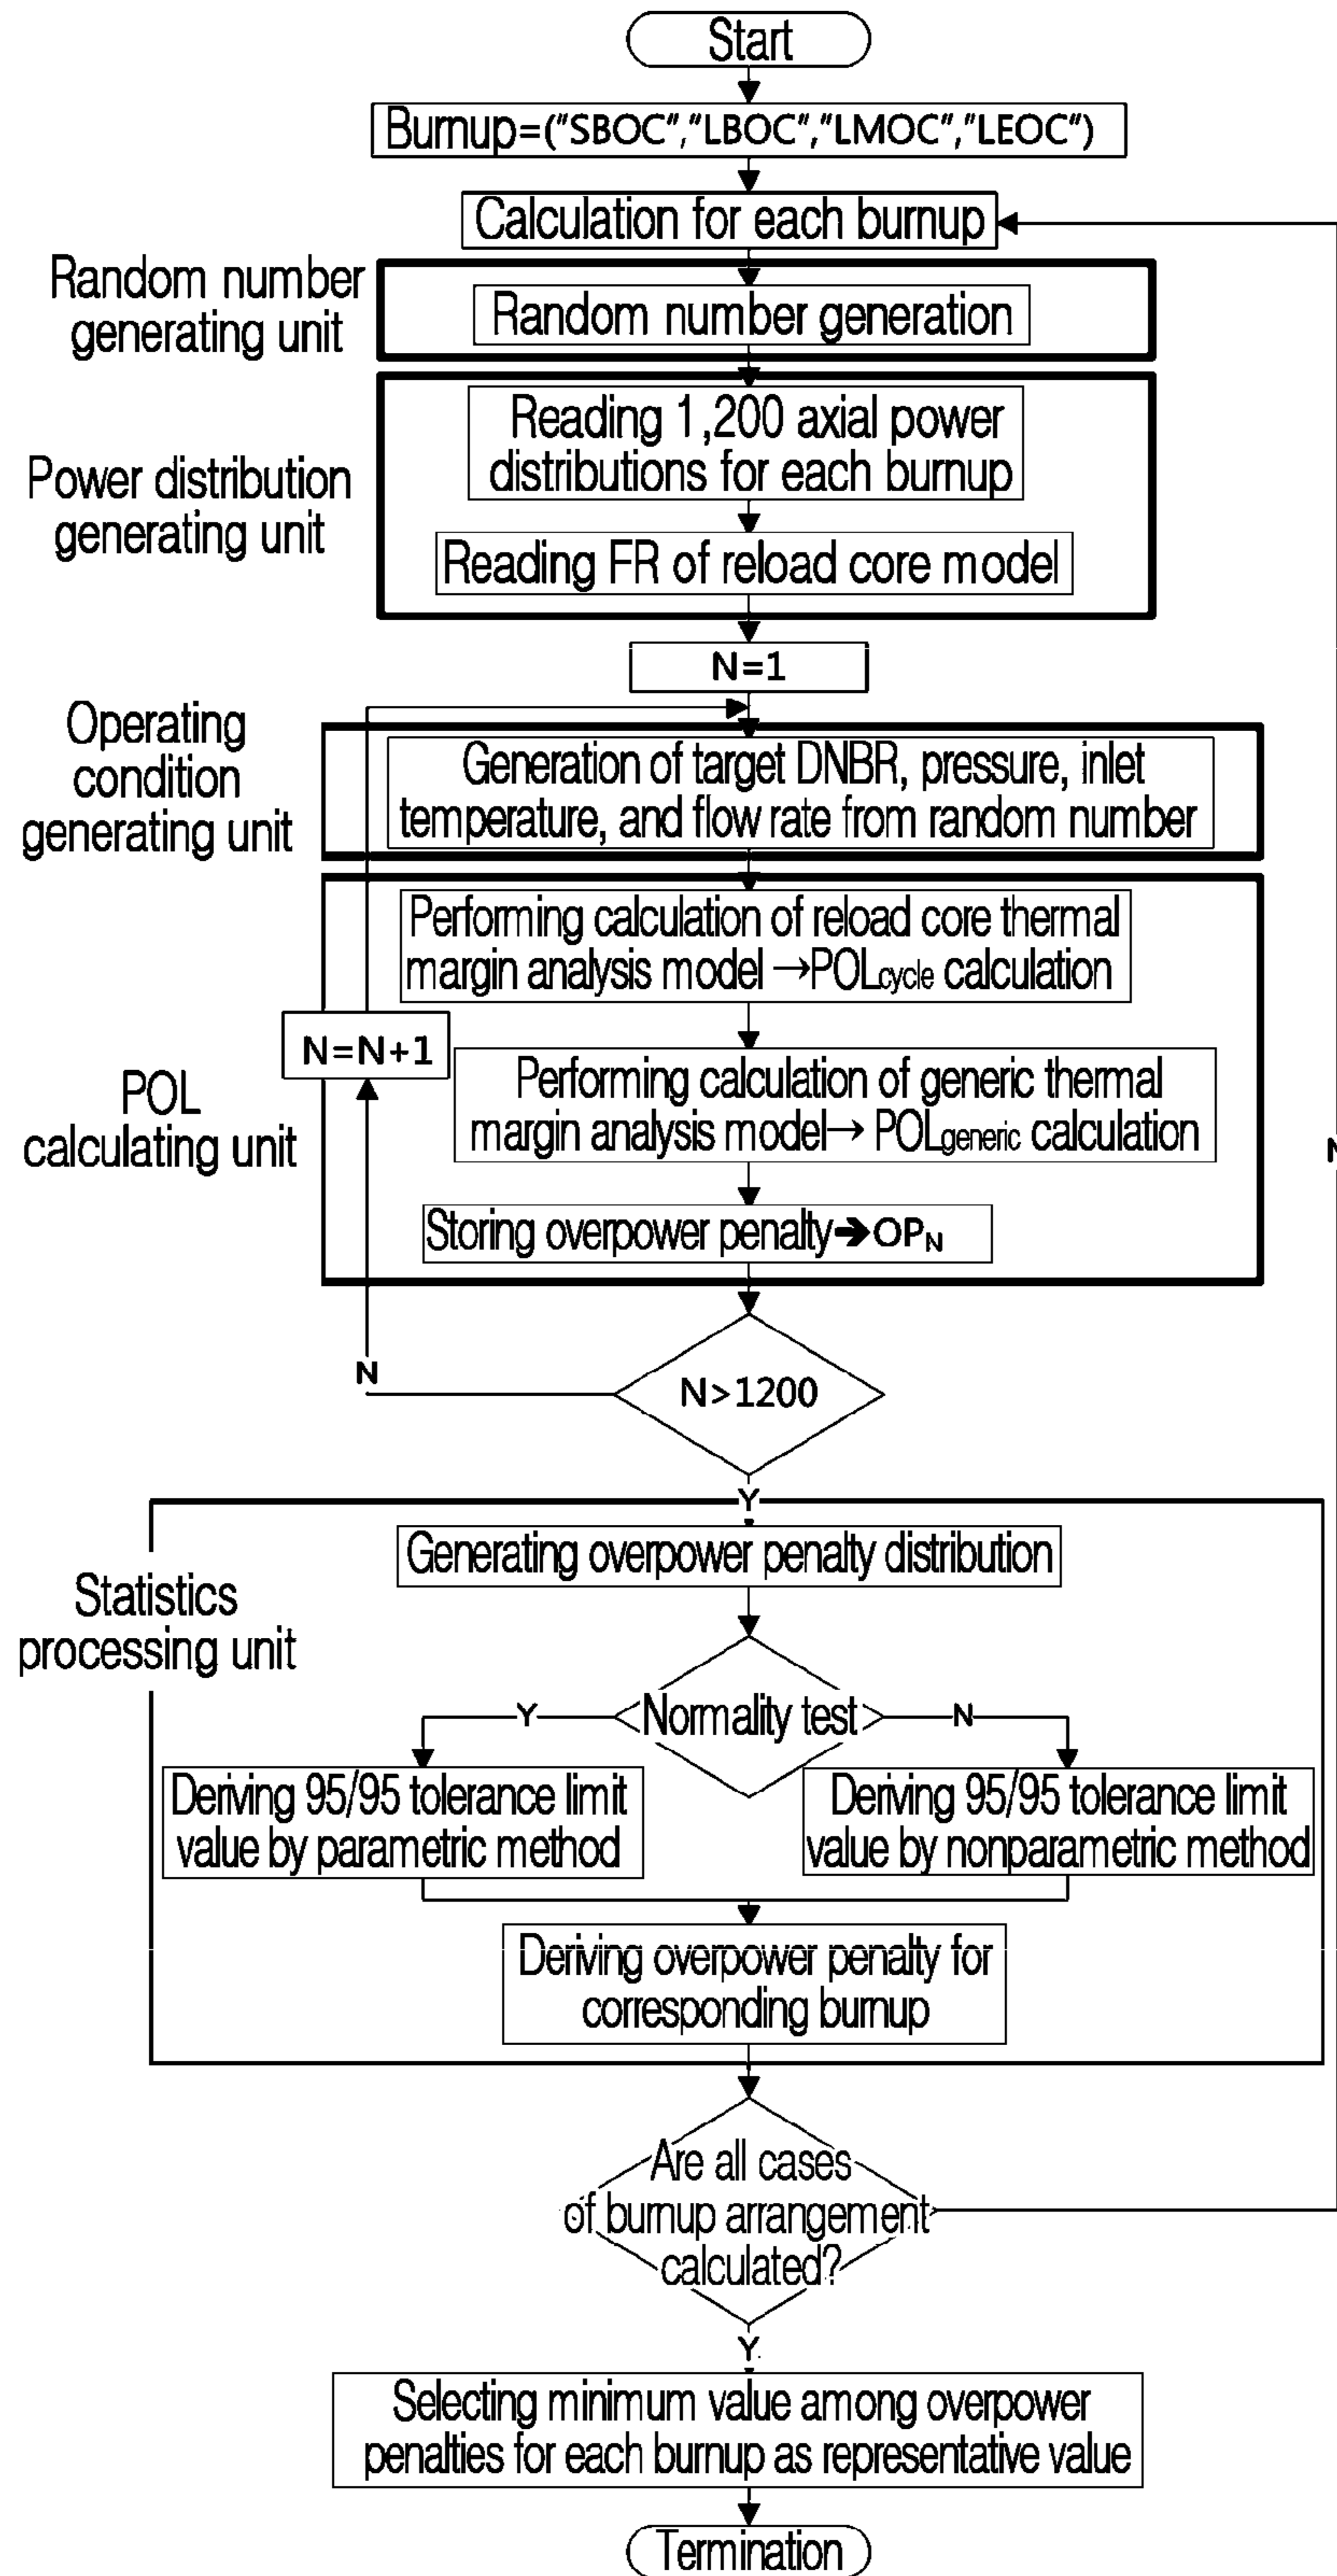 Start
Burnup=("SBOC","LBOC","LMOC","LEOC")
Calculation for each burnup
Random number
generating unit
Random number generation
Power distribution
generating unit
Reading 1,200 axial power
distributions for each burnup
Reading FR of reload core model
N=1
Operating
condition
generating unit
Generation of target DNBR, pressure, inlet
temperature, and flow rate from random number
POL
calculating unit
Performing calculation of reload core thermal
margin analysis model →POLcycle calculation
N=N+1
Performing calculation of generic thermal
margin analysis model→ POLgeneric calculation
N
Storing overpower penalty➔OPN
N
N>1200
Y
Statistics
processing unit
Generating overpower penalty distribution
Y
Normality test
N
Deriving 95/95 tolerance limit
value by parametric method
Deriving 95/95 tolerance limit
value by nonparametric method
Deriving overpower penalty for
corresponding burnup
Are all cases
of burnup arrangement
calculated?
Y
Selecting minimum value among overpower
penalties for each burnup as representative value
Termination